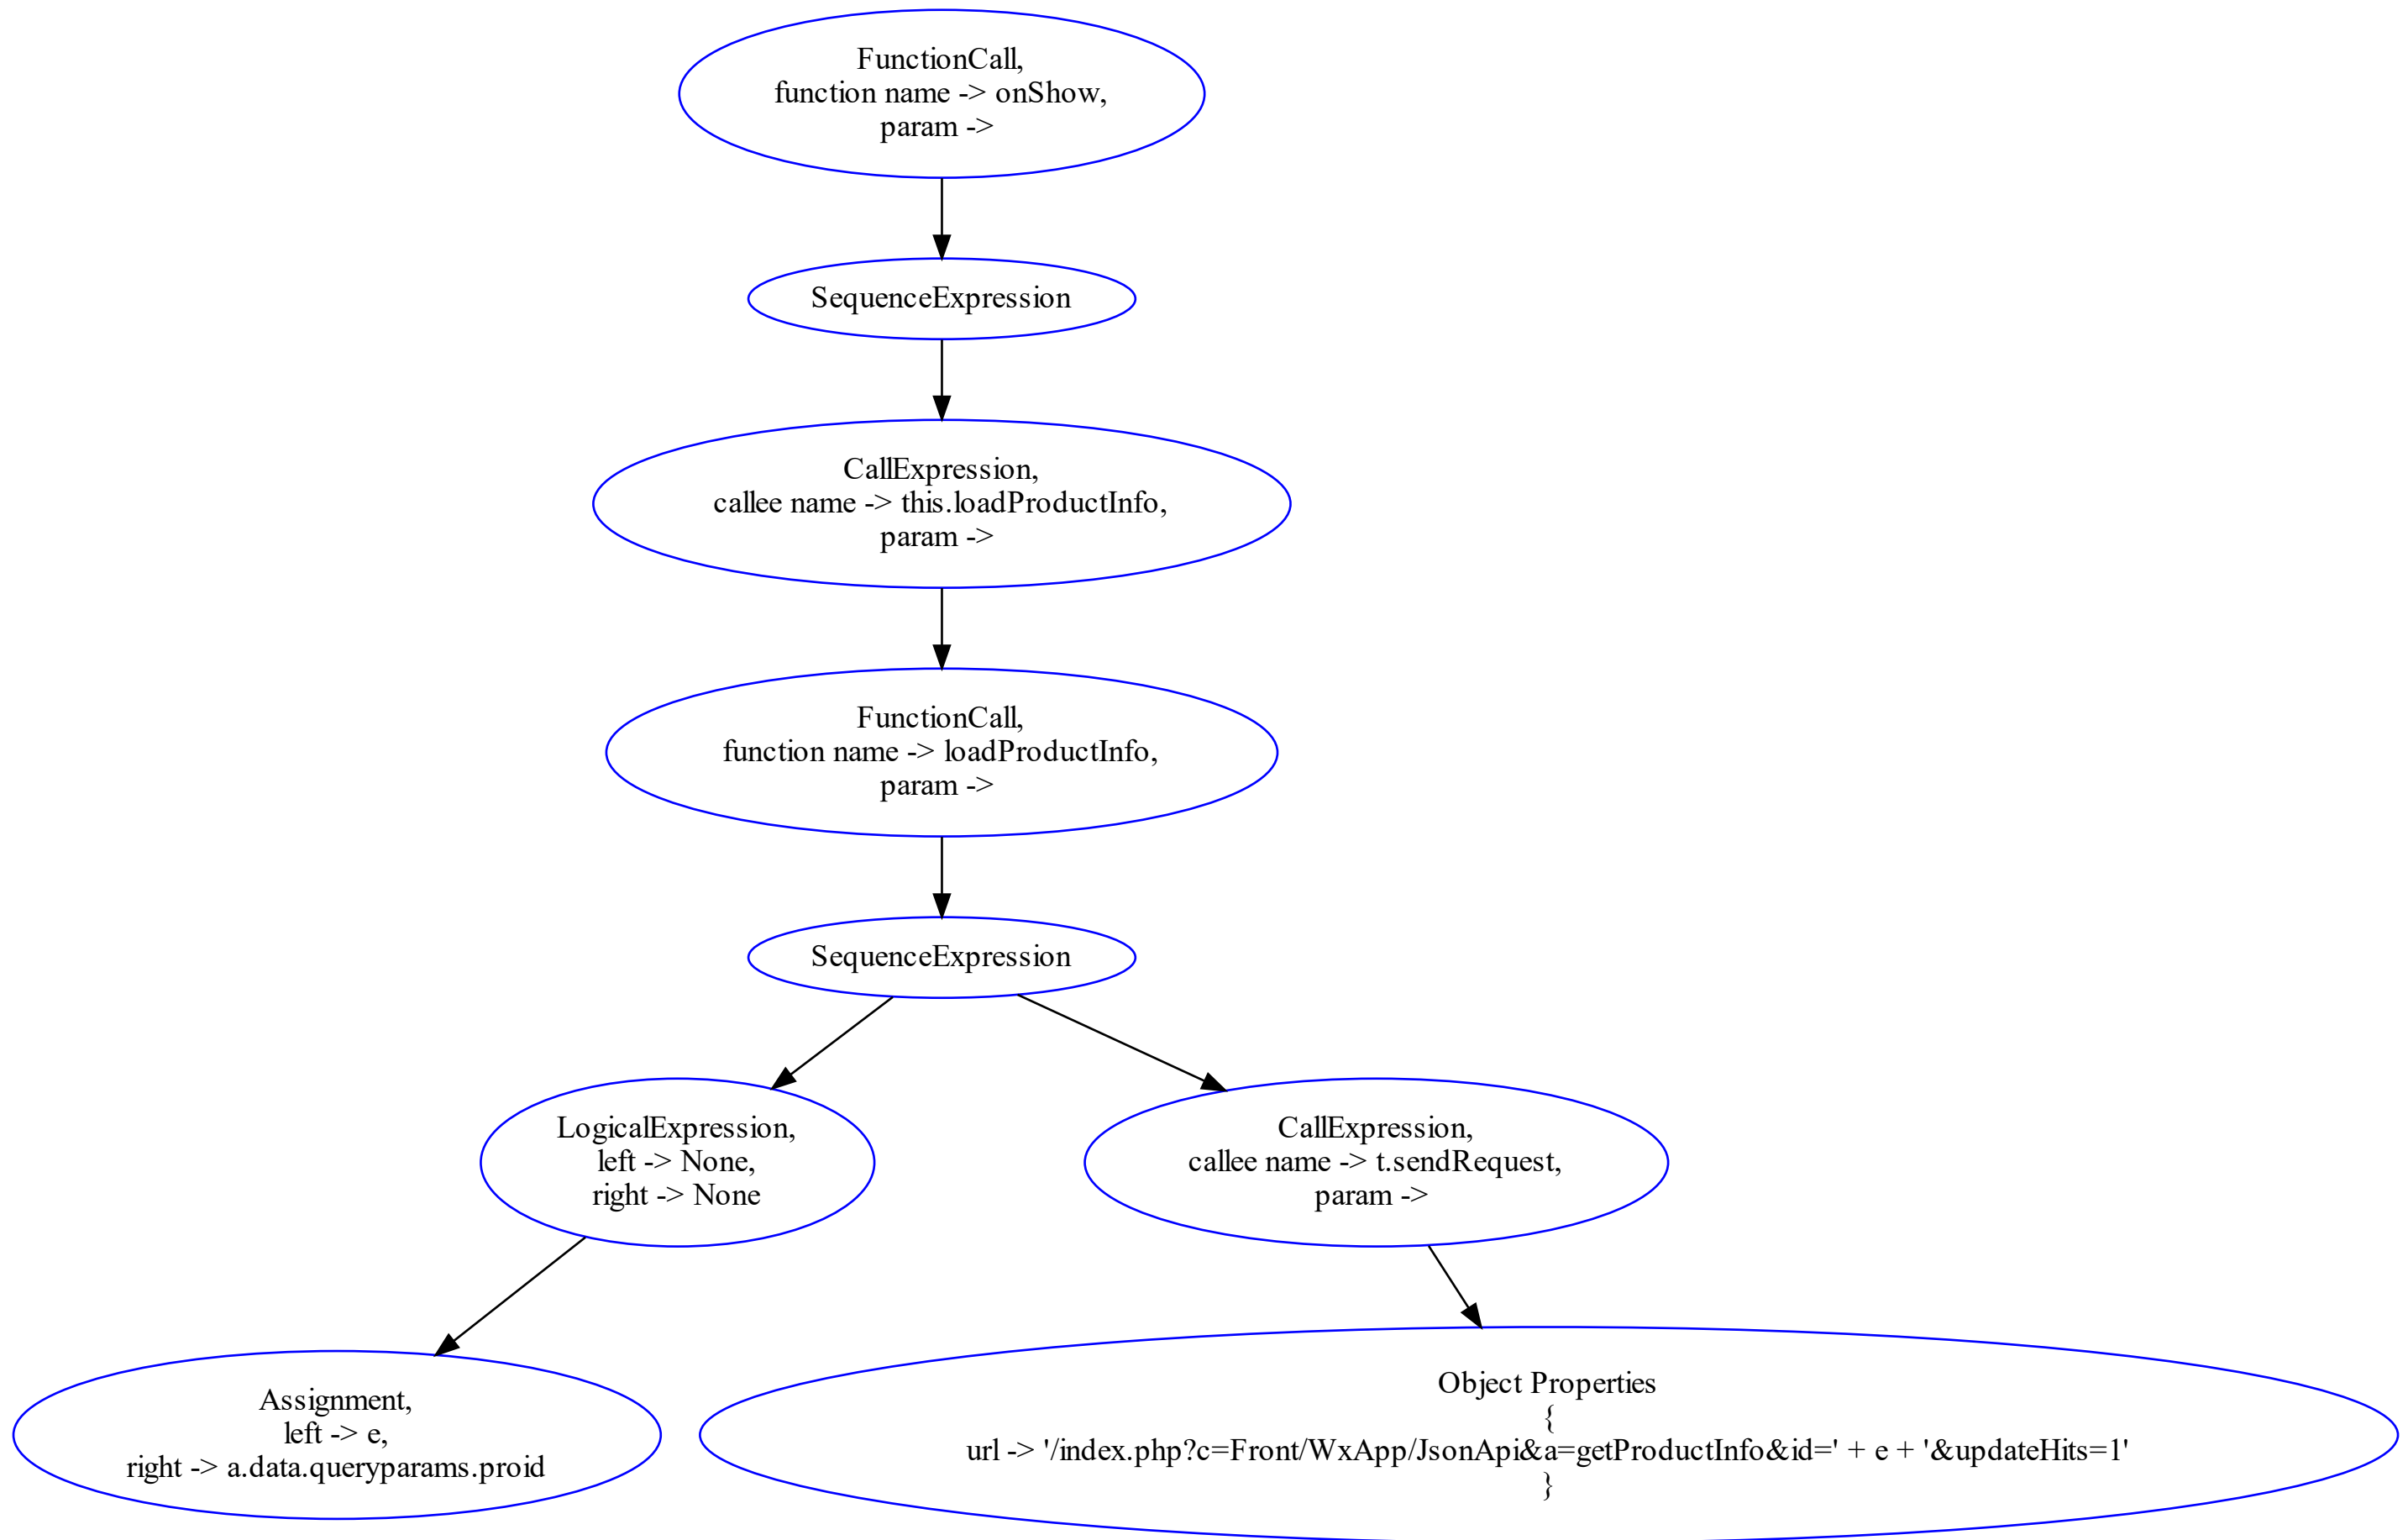 FunctionCall,
function name -> onShow,
param ->
SequenceExpression
CallExpression,
callee name -> this.loadProductInfo,
param ->
FunctionCall,
function name -> loadProductInfo,
param ->
SequenceExpression
LogicalExpression,
left -> None,
right -> None
CallExpression,
callee name -> t.sendRequest,
param ->
Assignment,
left -> e,
right -> a.data.queryparams.proid
Object Properties
{
url -> '/index.php?c=Front/WxApp/JsonApi&a=getProductInfo&id=' + e + '&updateHits=1'
}